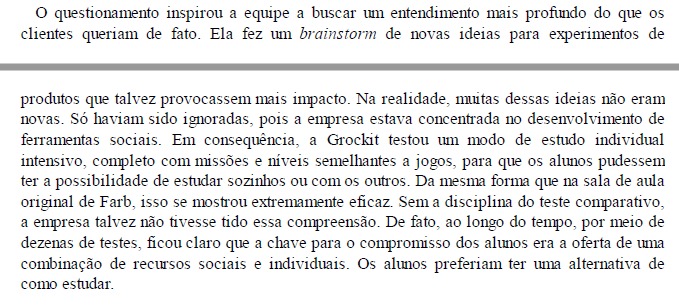 O questionamento inspirou a equipe a buscar um entendimento mais profundo do que os
clientes queriam de fato. Ela fez um brainstorm de novas ideias para experimentos de
produtos que talvez provocassem mais impacto. Na realidade, muitas dessas ideias não eram
novas. Só haviam sido ignoradas, pois a empresa estava concentrada no desenvolvimento de
ferramentas sociais. Em consequência, a Grockit testou um modo de estudo individual
intensivo, completo com missões e níveis semelhantes a jogos, para que os alunos pudessem
ter a possibilidade de estudar sozinhos ou com os outros. Da mesma forma que na sala de aula
original de Farb, isso se mostrou extremamente eficaz. Sem a disciplina do teste comparativo,
a empresa talvez não tivesse tido essa compreensão. De fato, ao longo do tempo, por meio de
dezenas de testes, ficou claro que a chave para o compromisso dos alunos era a oferta de uma
combinação de recursos sociais e individuais. Os alunos preferiam ter uma alternativa de
como estudar.